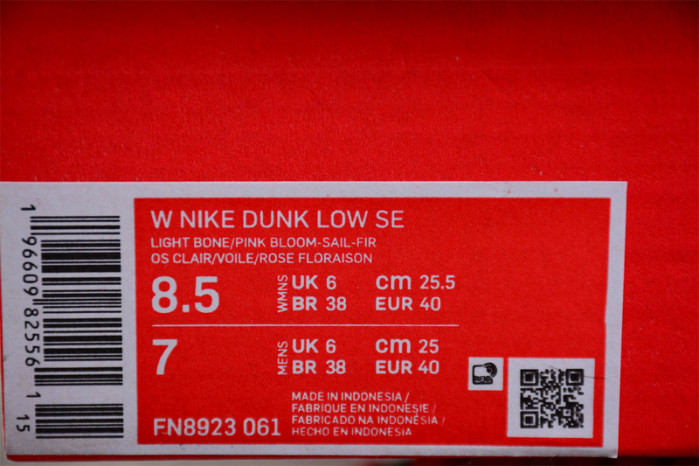 W NIKE DUNK LOW SE
LIGHT BONE/PINK BLOOM-SAIL-FIR
OS CLAIR/VOILE/ROSE FLORAISON
8.5 WMNS UK 6 cm 25.5
BR 38 EUR 40
7 MENS UK 6 cm 25
BR 38 EUR 40
FN8923 061
MADE IN INDONESIA /
FABRIQUE EN INDONESIE /
FABRICADO NA INDONÉSIA /
HECHO EN INDONESIA
1 96609 82556 1
15